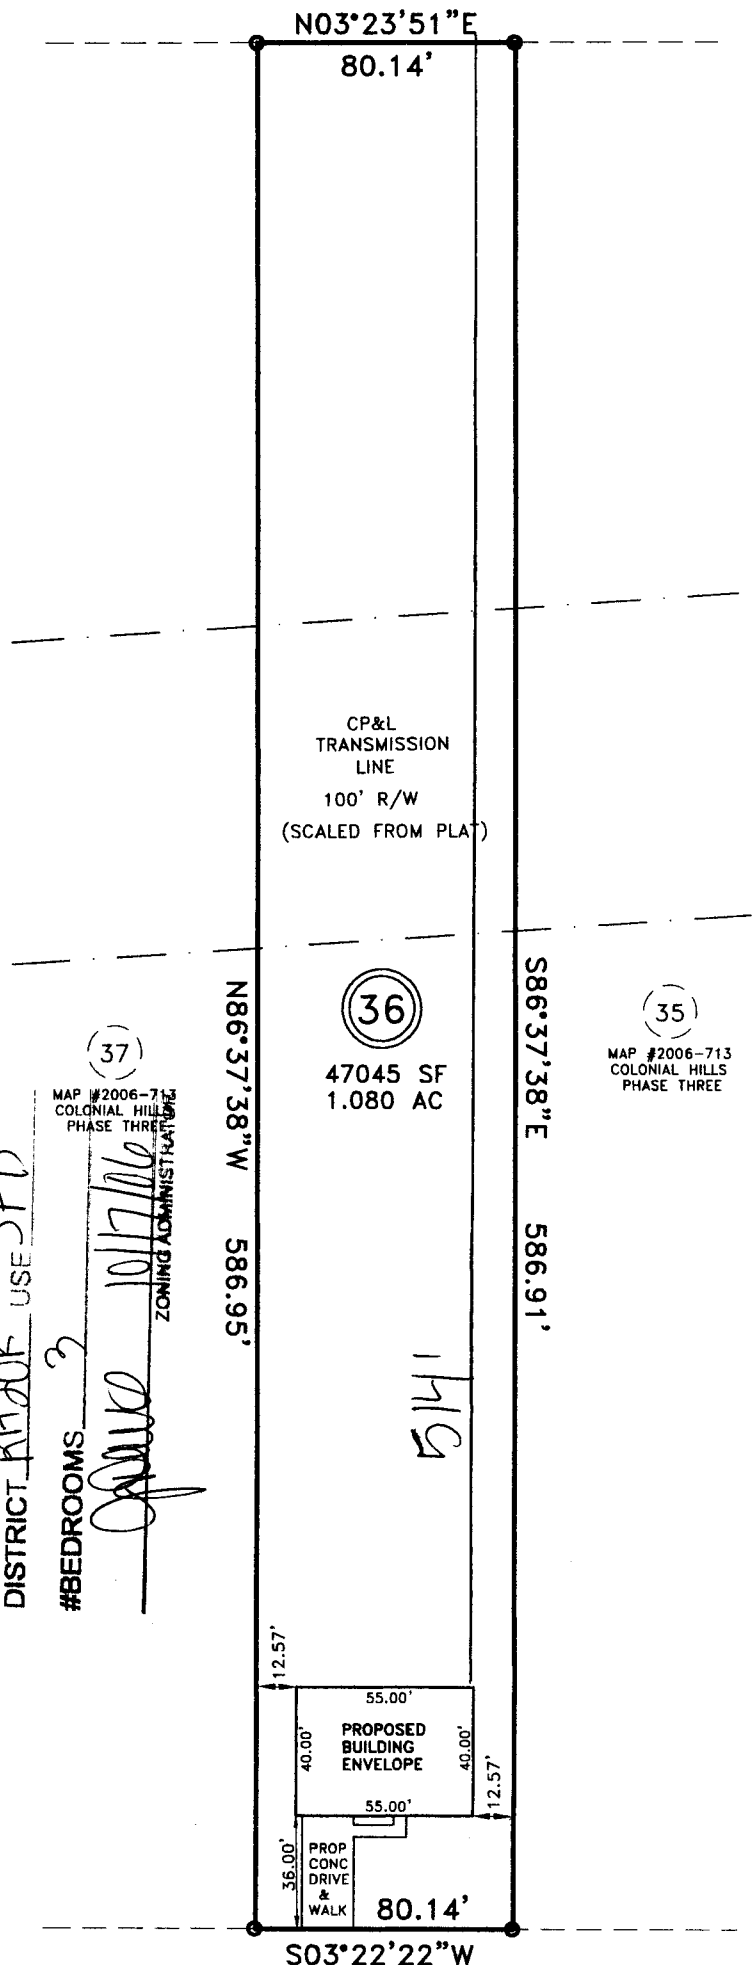 N03°23'51"E
80.14'
CP&L
TRANSMISSION
LINE
100' R/W
(SCALED FROM PLAT)
36
47045 SF
1.080 AC
N86°37'38"W 586.95'
S86°37'38"E 586.91'
37
MAP #2006-713
COLONIAL HILLS
PHASE THREE
35
MAP #2006-713
COLONIAL HILLS
PHASE THREE
DISTRICT USE SFD
#BEDROOMS 3
ZONING ADMINISTRATOR
12.57'
55.00'
40.00'
PROPOSED
BUILDING
ENVELOPE
40.00'
55.00'
12.57'
36.00'
PROP
CONC
DRIVE
&
WALK
80.14'
S03°22'22"W